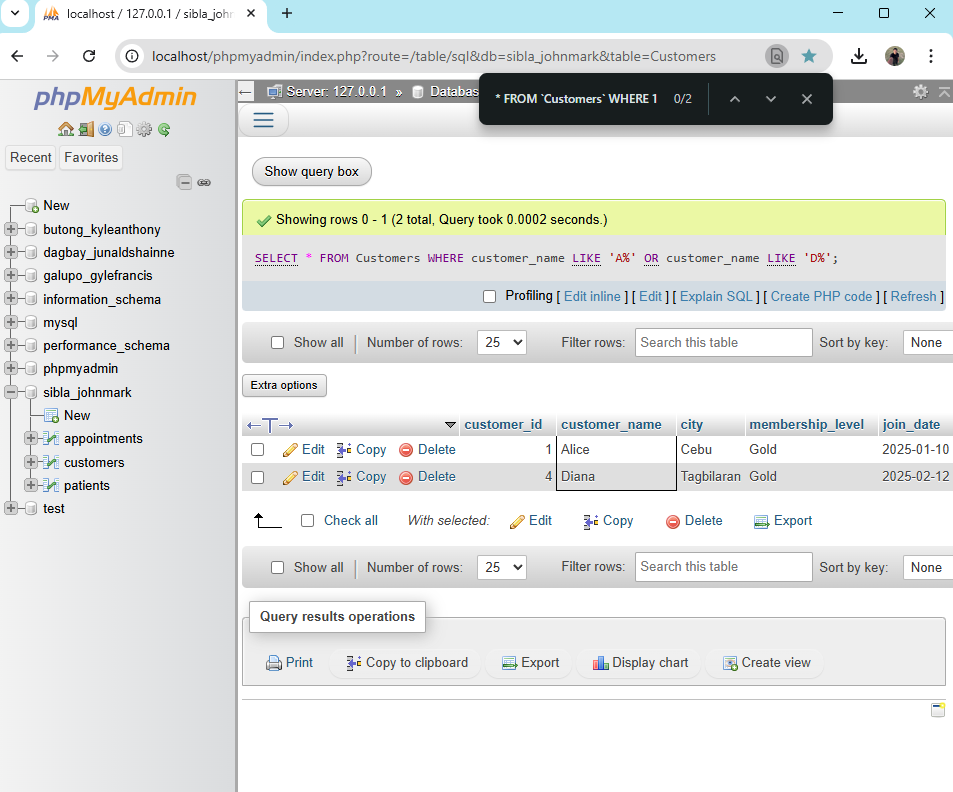 localhost / 127.0.0.1 / sibla_john
localhost/phpmyadmin/index.php?route=/table/sql&db=sibla_johnmark&table=Customers
phpMyAdmin
Recent Favorites
New
butong_kyleanthony
dagbay_junaldshainne
galupo_gylefrancis
information_schema
mysql
performance_schema
phpmyadmin
sibla_johnmark
New
appointments
customers
patients
test
Server: 127.0.0.1 » Databas
* FROM `Customers` WHERE 1 0/2
Show query box
Showing rows 0 - 1 (2 total, Query took 0.0002 seconds.)
SELECT * FROM Customers WHERE customer_name LIKE 'A%' OR customer_name LIKE 'D%';
Profiling [ Edit inline ] [ Edit ] [ Explain SQL ] [ Create PHP code ] [ Refresh ]
Show all Number of rows: 25 Filter rows: Search this table Sort by key: None
Extra options
customer_id customer_name city membership_level join_date
Edit Copy Delete 1 Alice Cebu Gold 2025-01-10
Edit Copy Delete 4 Diana Tagbilaran Gold 2025-02-12
Check all With selected: Edit Copy Delete Export
Show all Number of rows: 25 Filter rows: Search this table Sort by key: None
Query results operations
Print Copy to clipboard Export Display chart Create view